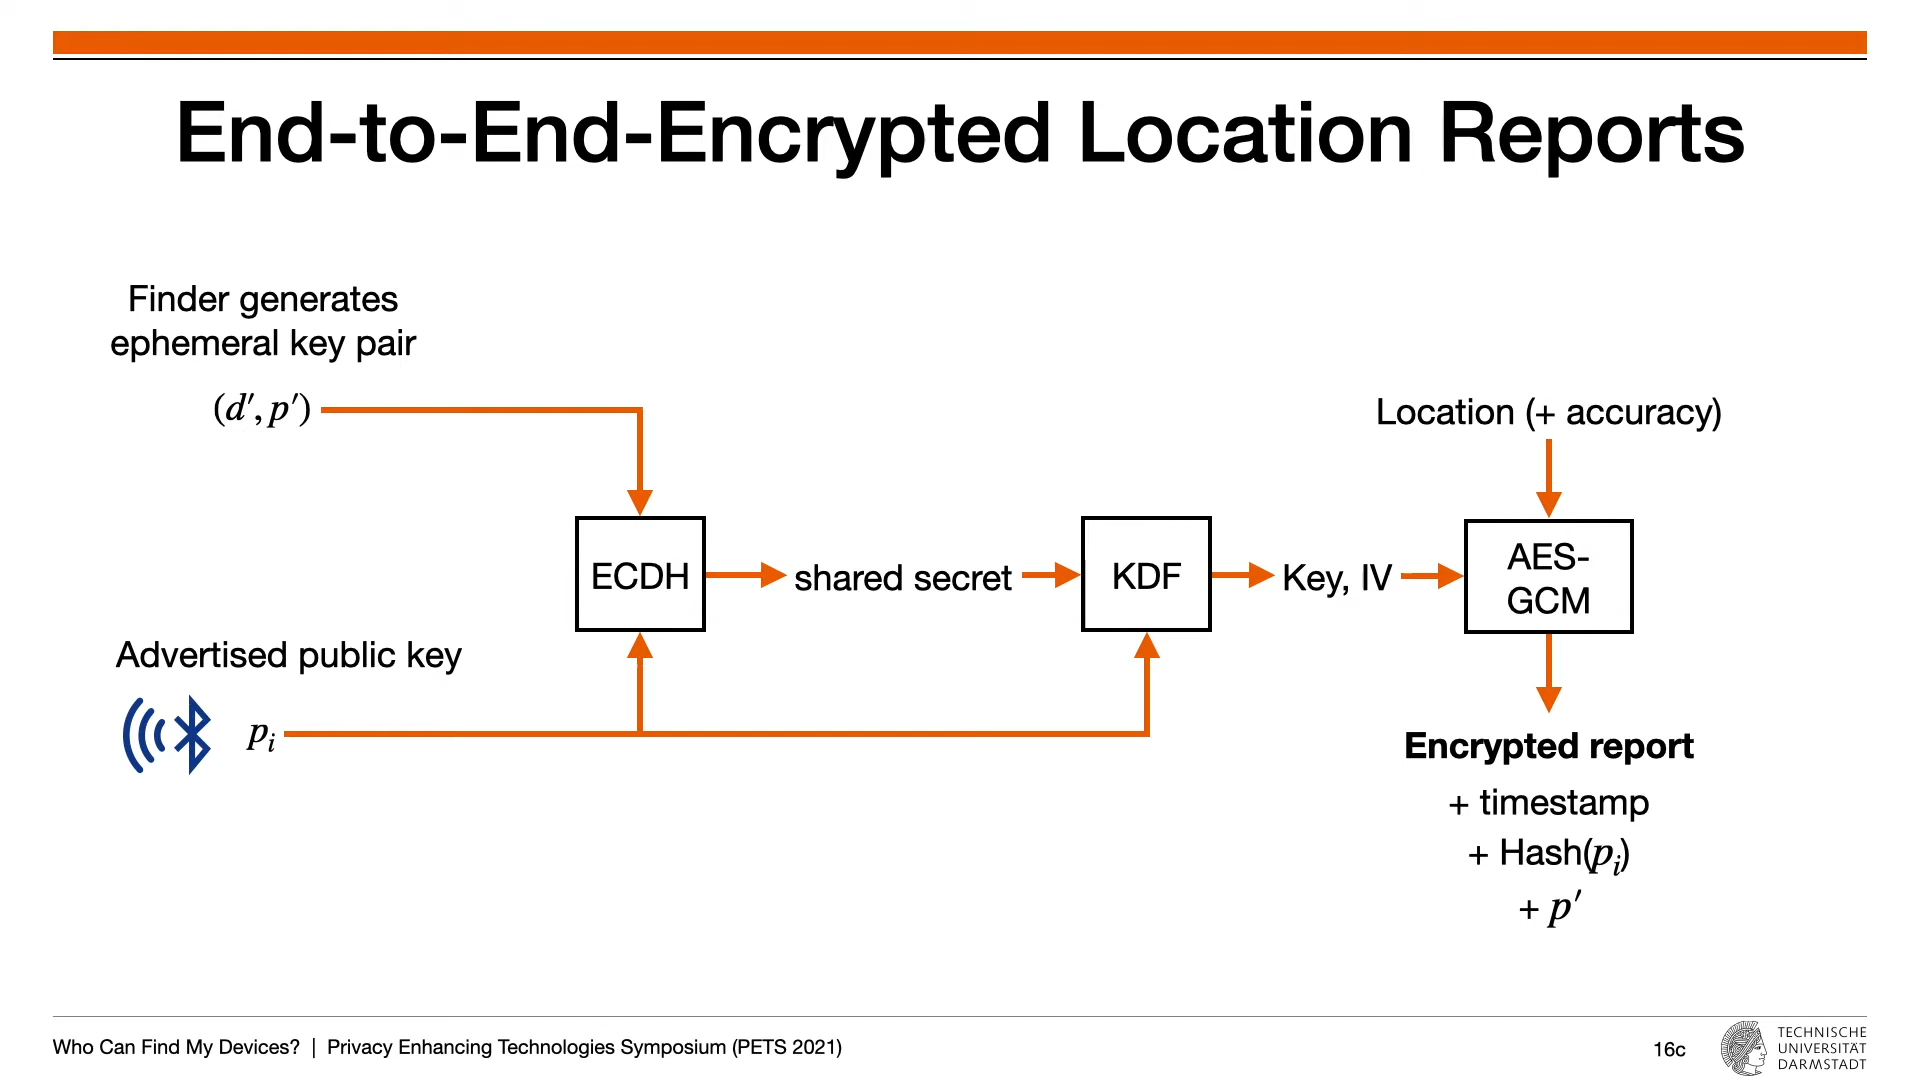 End-to-End-Encrypted Location Reports
Finder generates
ephemeral key pair
(d′, p′)
Location (+ accuracy)
ECDH
shared secret
KDF
Key, IV
AES-
GCM
Advertised public key
pᵢ
Encrypted report
+ timestamp
+ Hash(pᵢ)
+ p′
Who Can Find My Devices? | Privacy Enhancing Technologies Symposium (PETS 2021)
16c
TECHNISCHE
UNIVERSITÄT
DARMSTADT